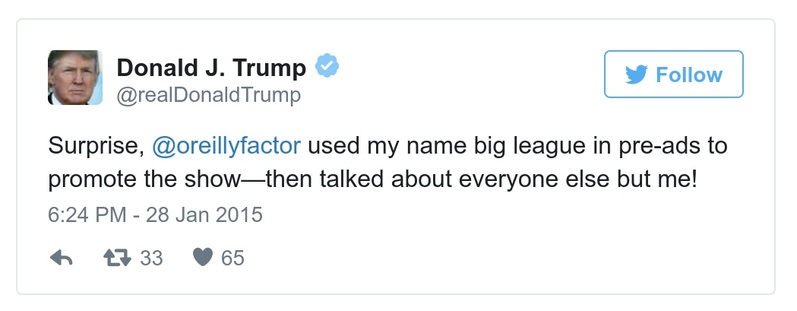 Donald J. Trump
@realDonaldTrump
Follow
Surprise, @oreillyfactor used my name big league in pre-ads to
promote the show—then talked about everyone else but me!
6:24 PM - 28 Jan 2015
33 65